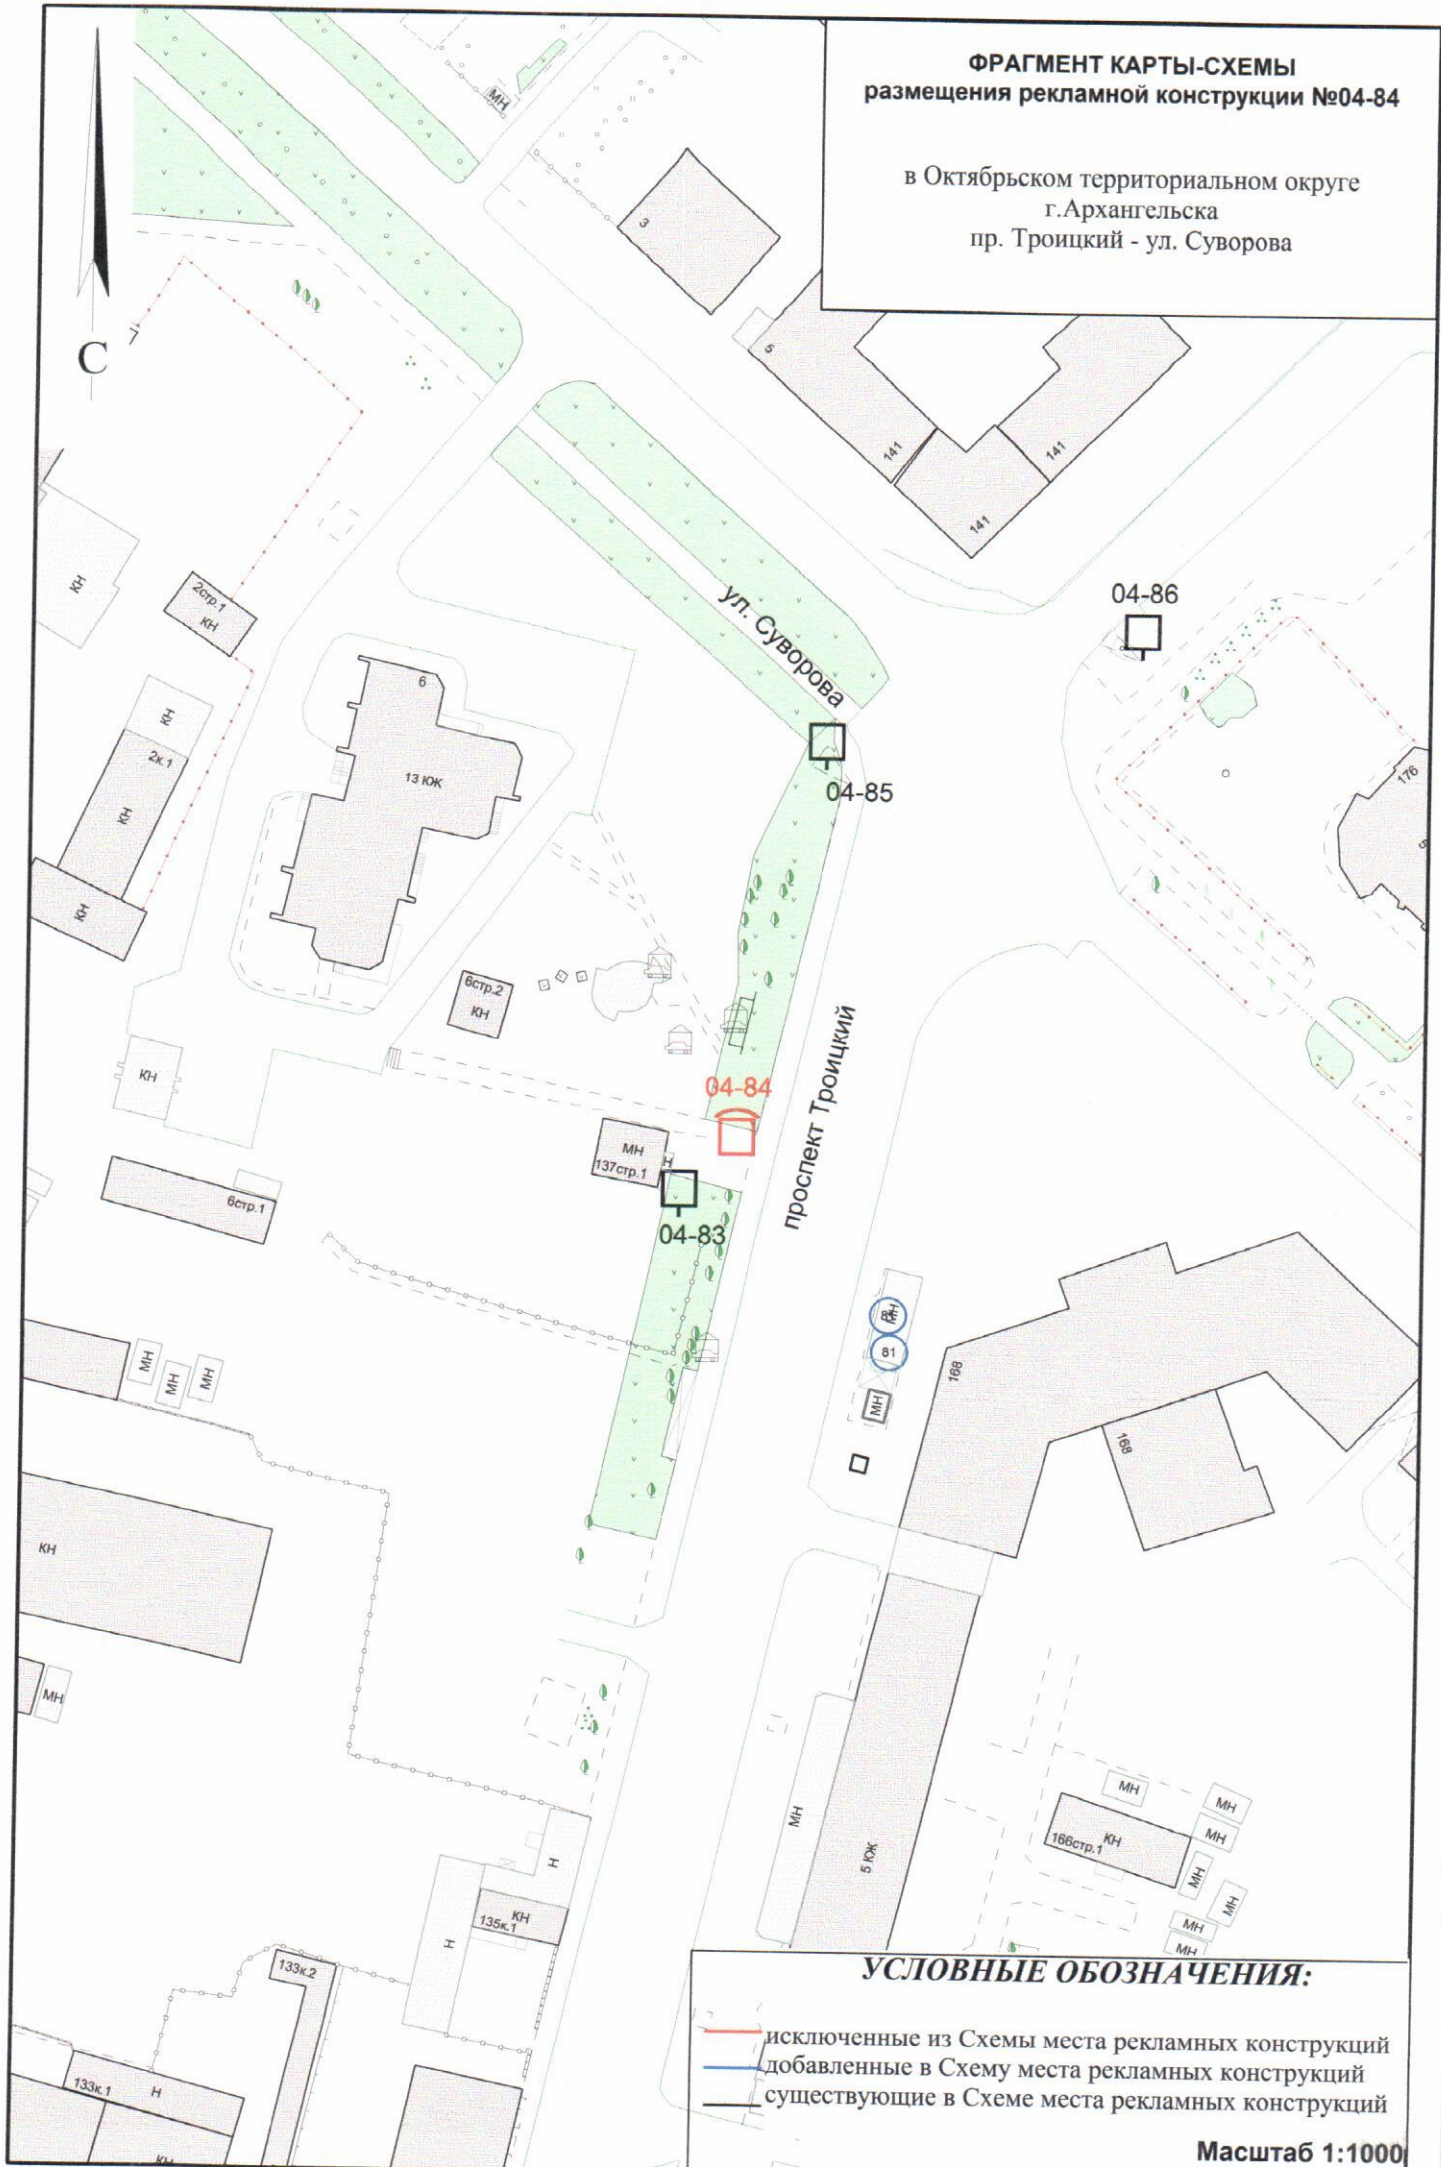 ФРАГМЕНТ КАРТЫ-СХЕМЫ
размещения рекламной конструкции №04-84
в Октябрьском территориальном округе
г.Архангельска
пр. Троицкий - ул. Суворова
С
МН
3
5
141
141
141
КН
2стр.1
КН
04-86
ул. Суворова
6
КН
2к.1
13 КЖ
КН
04-85
176
КН
6стр.2
КН
проспект Троицкий
КН
04-84
МН
137стр.1
Н
6стр.1
04-83
МН
81
168
МН
МН
МН
МН
168
КН
МН
МН
МН
МН
МН
КН
166стр.1
5 КЖ
МН
МН
МН
МН
Н
КН
135к.1
Н
133к.2
133к.1
Н
КН
УСЛОВНЫЕ ОБОЗНАЧЕНИЯ:
исключенные из Схемы места рекламных конструкций
добавленные в Схему места рекламных конструкций
существующие в Схеме места рекламных конструкций
Масштаб 1:1000